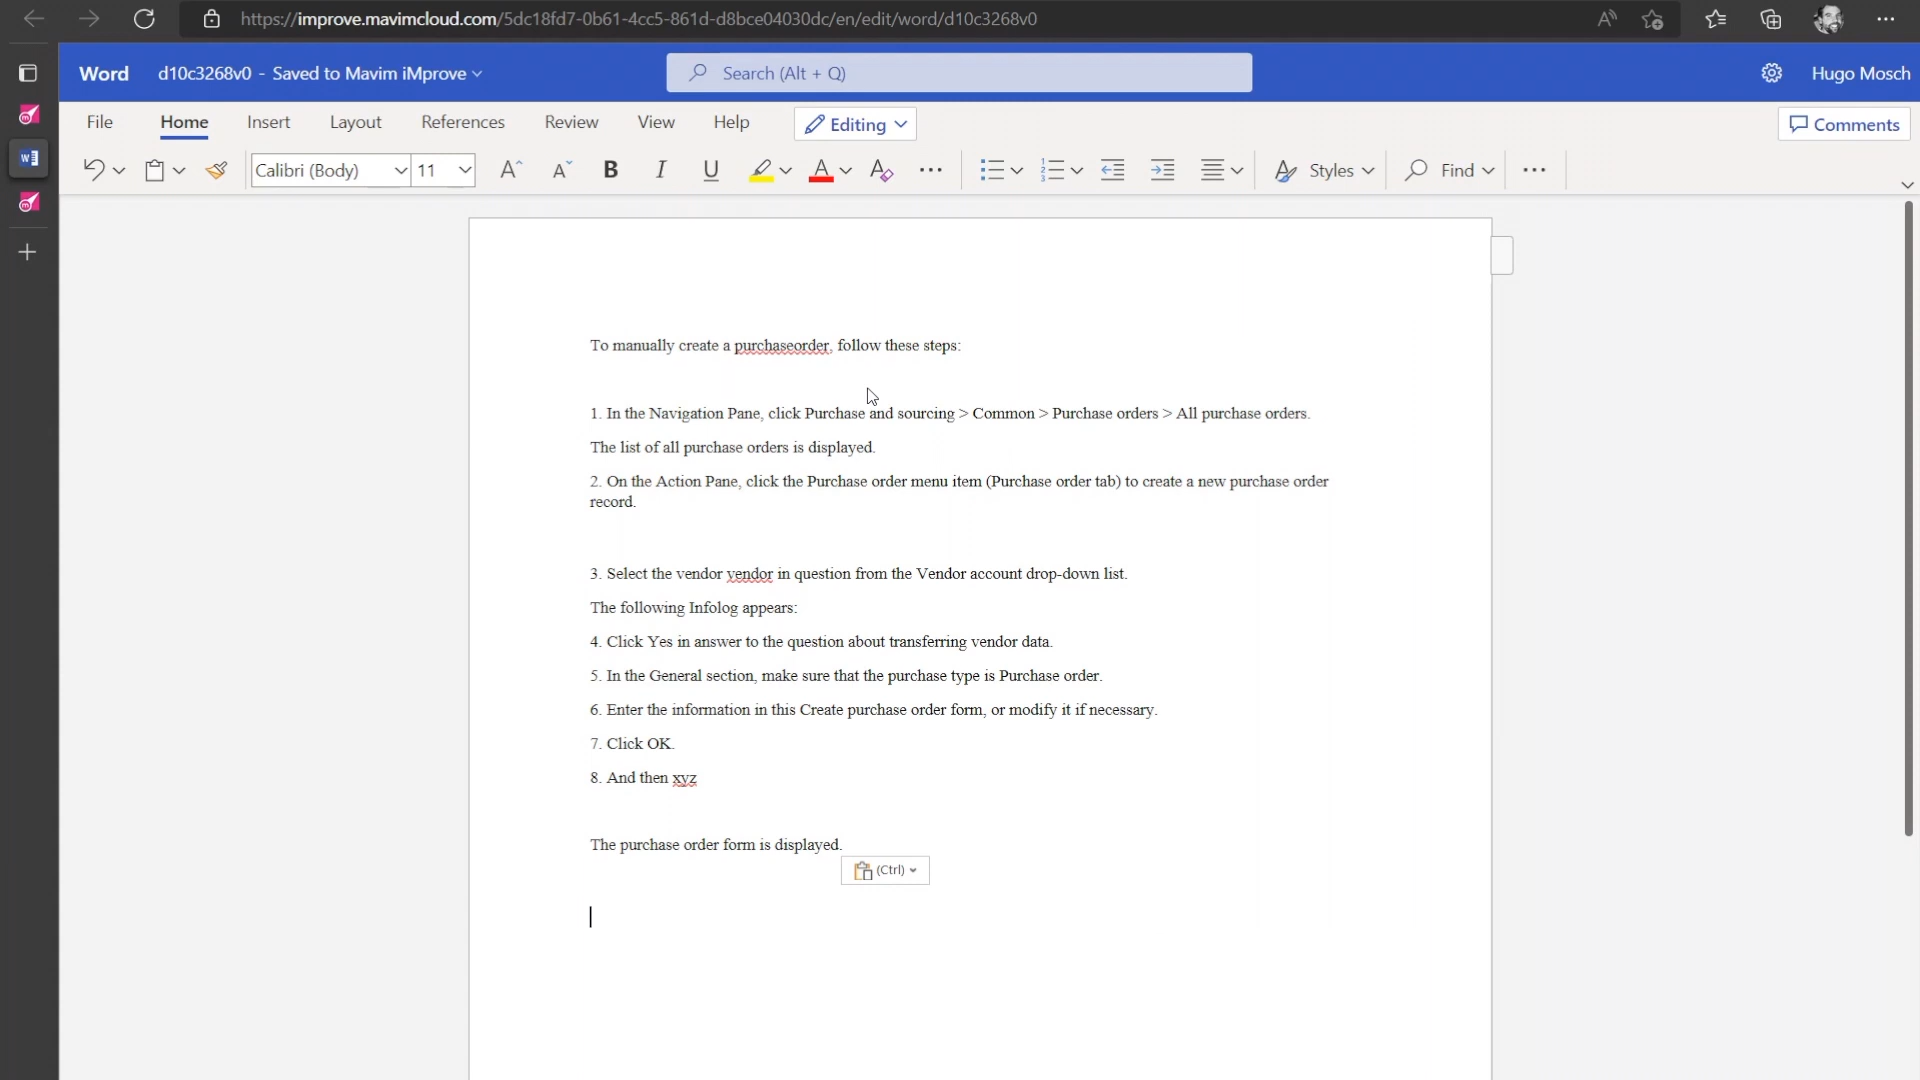 https://improve.mavimcloud.com/5dc18fd7-0b61-4cc5-861d-d8bce04030dc/en/edit/word/d10c3268v0
Word d10c3268v0 - Saved to Mavim iMprove
Search (Alt + Q)
Hugo Mosch
File Home Insert Layout References Review View Help Editing Comments
Calibri (Body) 11 Styles Find
To manually create a purchaseorder, follow these steps:
1. In the Navigation Pane, click Purchase and sourcing > Common > Purchase orders > All purchase orders.
The list of all purchase orders is displayed.
2. On the Action Pane, click the Purchase order menu item (Purchase order tab) to create a new purchase order
record.
3. Select the vendor vendor in question from the Vendor account drop-down list.
The following Infolog appears:
4. Click Yes in answer to the question about transferring vendor data.
5. In the General section, make sure that the purchase type is Purchase order.
6. Enter the information in this Create purchase order form, or modify it if necessary.
7. Click OK.
8. And then xyz
The purchase order form is displayed.
(Ctrl)